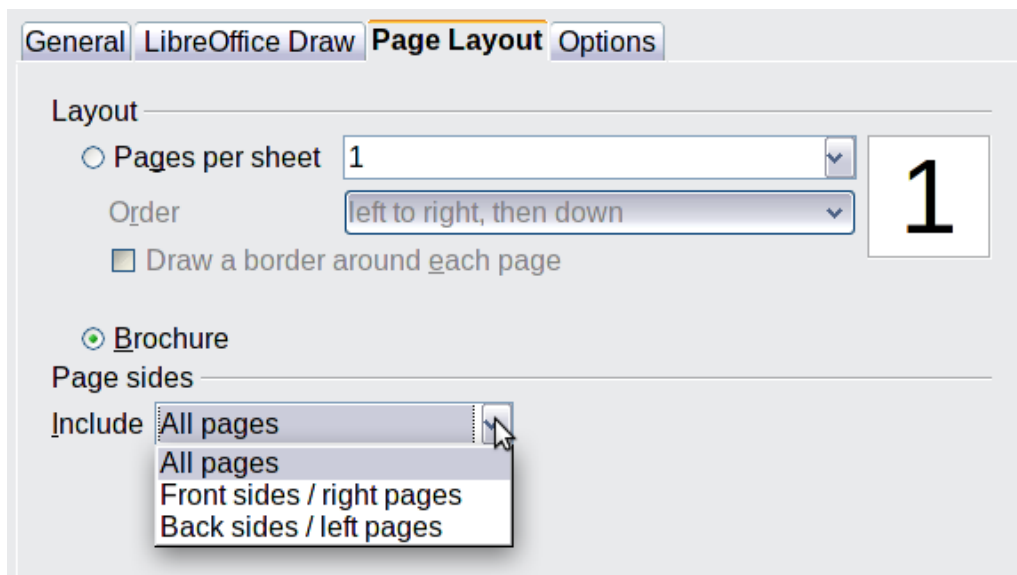 General LibreOffice Draw Page Layout Options
Layout
Pages per sheet 1
1
Order left to right, then down
Draw a border around each page
Brochure
Page sides
Include All pages
All pages
Front sides / right pages
Back sides / left pages